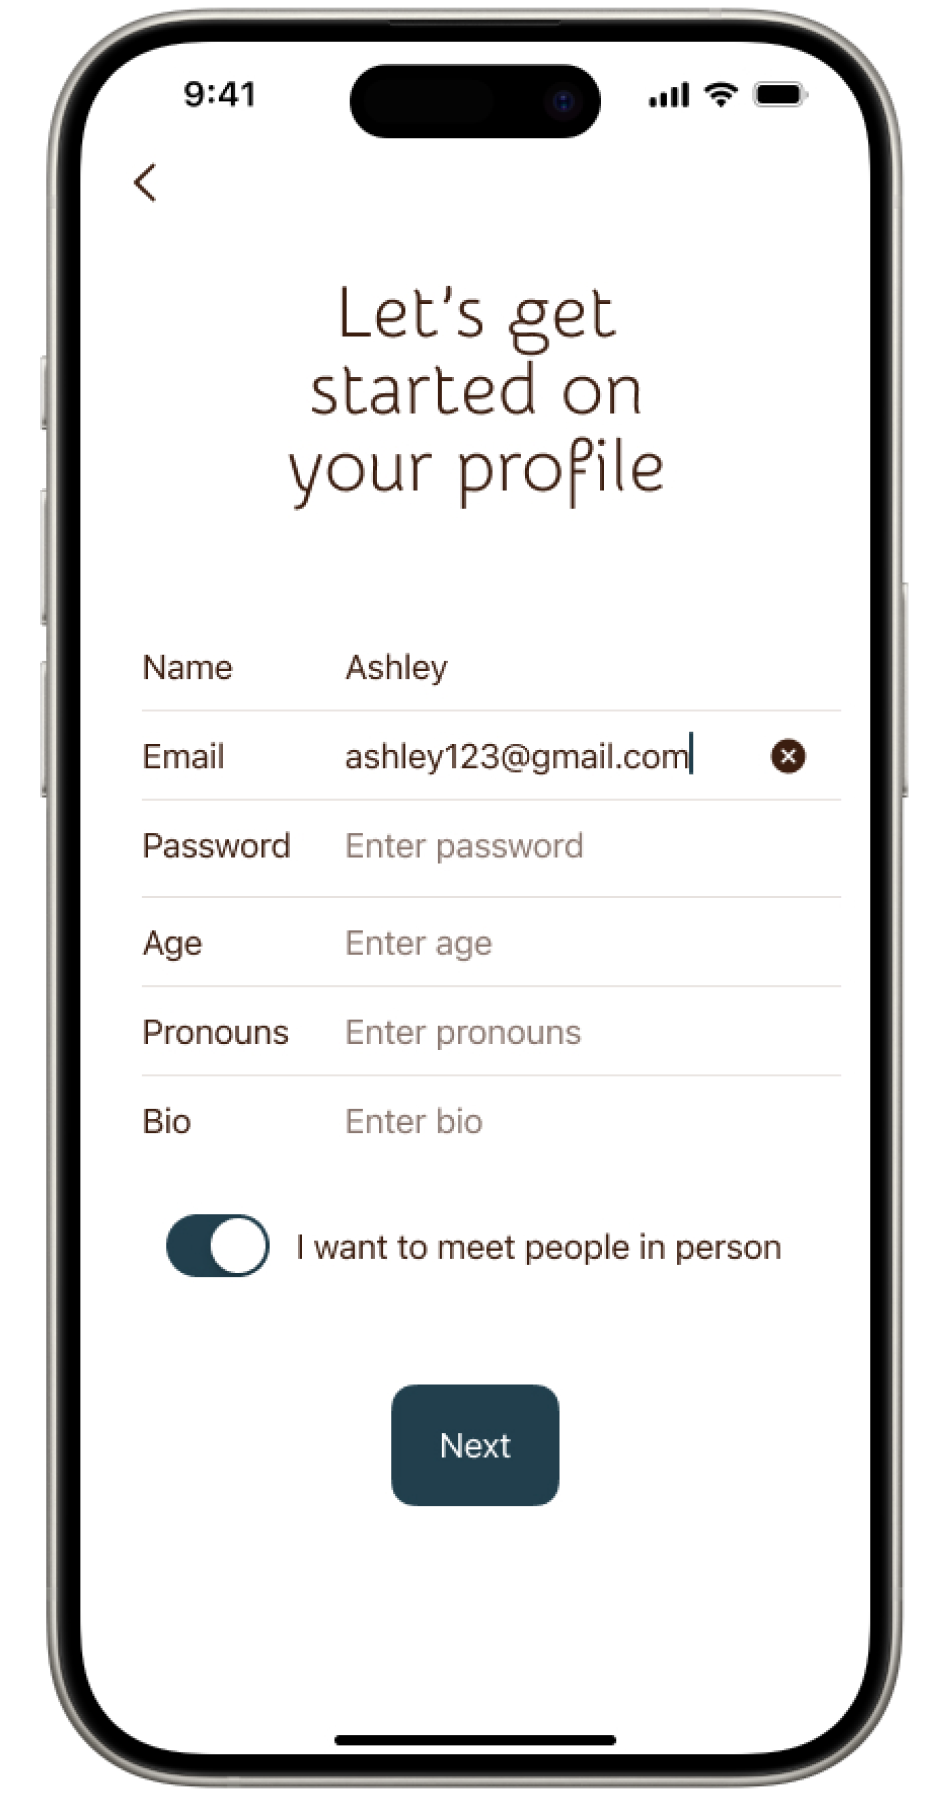 9:41
Let's get
started on
your profile
Name Ashley
Email ashley123@gmail.com
Password Enter password
Age Enter age
Pronouns Enter pronouns
Bio Enter bio
I want to meet people in person
Next